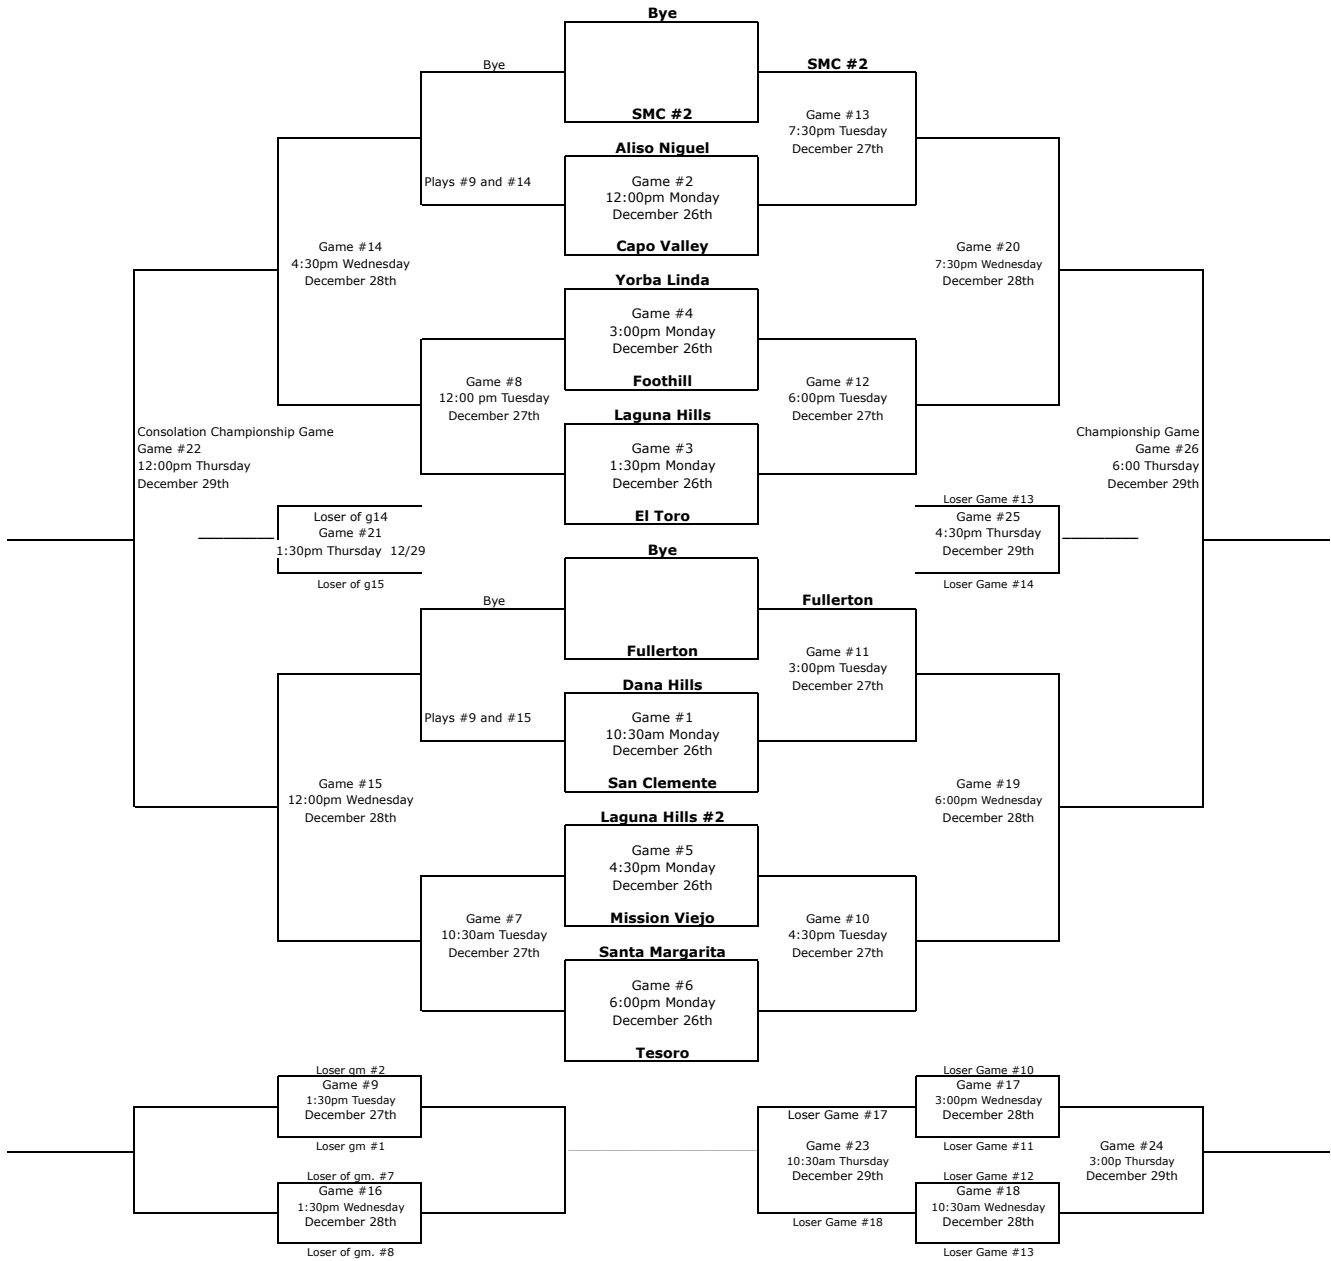 Bye
Bye
SMC #2
SMC #2
Game #13
7:30pm Tuesday
December 27th
Aliso Niguel
Plays #9 and #14
Game #2
12:00pm Monday
December 26th
Capo Valley
Game #14
4:30pm Wednesday
December 28th
Game #20
7:30pm Wednesday
December 28th
Yorba Linda
Game #4
3:00pm Monday
December 26th
Foothill
Game #8
12:00 pm Tuesday
December 27th
Game #12
6:00pm Tuesday
December 27th
Laguna Hills
Game #3
1:30pm Monday
December 26th
El Toro
Consolation Championship Game
Game #22
12:00pm Thursday
December 29th
Championship Game
Game #26
6:00 Thursday
December 29th
Loser of g14
Game #21
1:30pm Thursday  12/29
Loser of g15
Loser Game #13
Game #25
4:30pm Thursday
December 29th
Loser Game #14
Bye
Bye
Fullerton
Fullerton
Game #11
3:00pm Tuesday
December 27th
Dana Hills
Plays #9 and #15
Game #1
10:30am Monday
December 26th
San Clemente
Game #15
12:00pm Wednesday
December 28th
Game #19
6:00pm Wednesday
December 28th
Laguna Hills #2
Game #5
4:30pm Monday
December 26th
Mission Viejo
Game #7
10:30am Tuesday
December 27th
Game #10
4:30pm Tuesday
December 27th
Santa Margarita
Game #6
6:00pm Monday
December 26th
Tesoro
Loser gm #2
Game #9
1:30pm Tuesday
December 27th
Loser gm #1
Loser of gm. #7
Game #16
1:30pm Wednesday
December 28th
Loser of gm. #8
Loser Game #17
Game #23
10:30am Thursday
December 29th
Loser Game #18
Loser Game #10
Game #17
3:00pm Wednesday
December 28th
Loser Game #11
Loser Game #12
Game #18
10:30am Wednesday
December 28th
Loser Game #13
Game #24
3:00p Thursday
December 29th